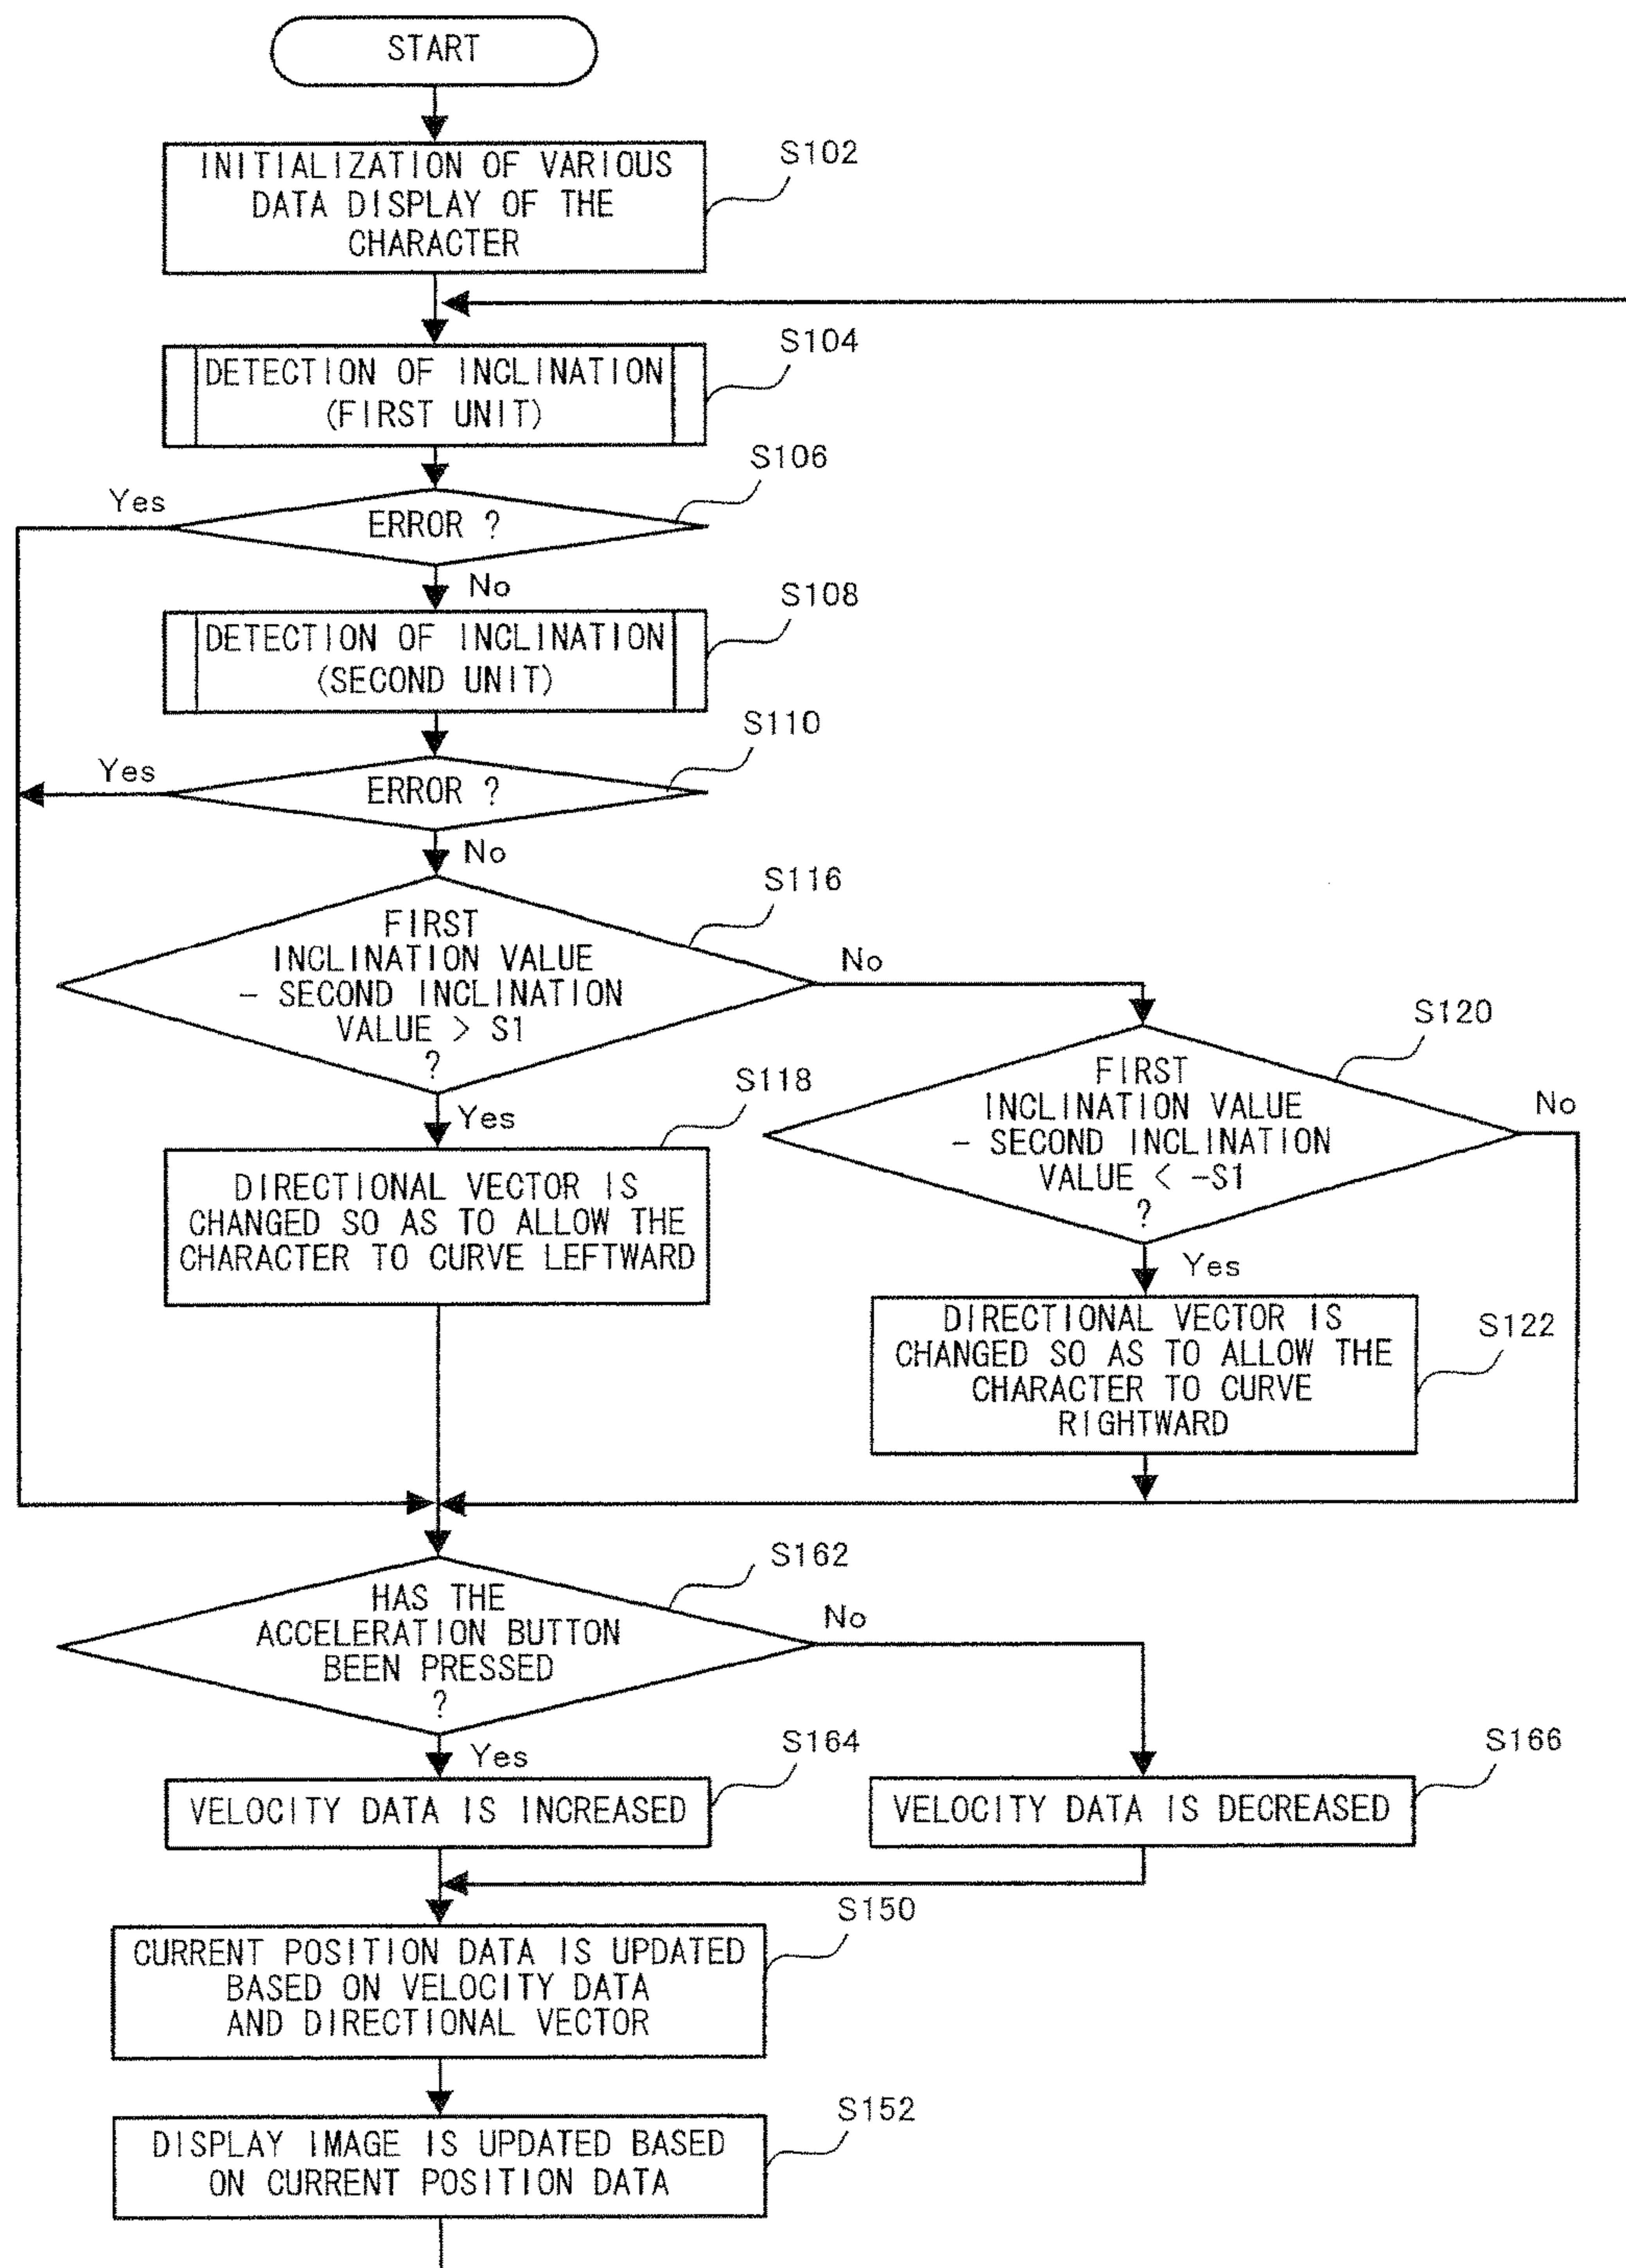 START
INITIALIZATION OF VARIOUS
DATA DISPLAY OF THE
CHARACTER
S102
DETECTION OF INCLINATION
(FIRST UNIT)
S104
ERROR ?
S106
Yes
No
DETECTION OF INCLINATION
(SECOND UNIT)
S108
ERROR ?
S110
Yes
No
FIRST
INCLINATION VALUE
- SECOND INCLINATION
VALUE > S1
?
S116
No
Yes
DIRECTIONAL VECTOR IS
CHANGED SO AS TO ALLOW THE
CHARACTER TO CURVE LEFTWARD
S118
FIRST
INCLINATION VALUE
- SECOND INCLINATION
VALUE < -S1
?
S120
No
Yes
DIRECTIONAL VECTOR IS
CHANGED SO AS TO ALLOW THE
CHARACTER TO CURVE
RIGHTWARD
S122
HAS THE
ACCELERATION BUTTON
BEEN PRESSED
?
S162
No
Yes
VELOCITY DATA IS INCREASED
S164
VELOCITY DATA IS DECREASED
S166
CURRENT POSITION DATA IS UPDATED
BASED ON VELOCITY DATA
AND DIRECTIONAL VECTOR
S150
DISPLAY IMAGE IS UPDATED BASED
ON CURRENT POSITION DATA
S152